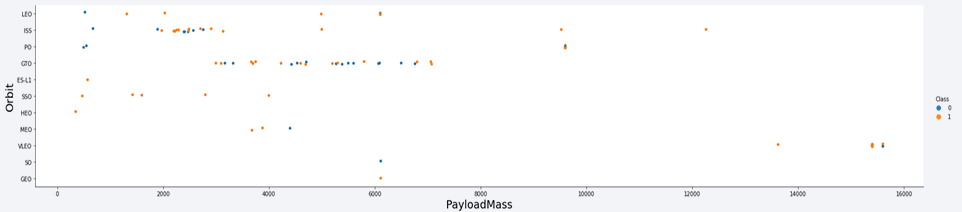 LEO
ISS
PO
GTO
ES-L1
SSO
HEO
MEO
VLEO
SO
GEO
Orbit
0 2000 4000 6000 8000 10000 12000 14000 16000
PayloadMass
Class
0
1